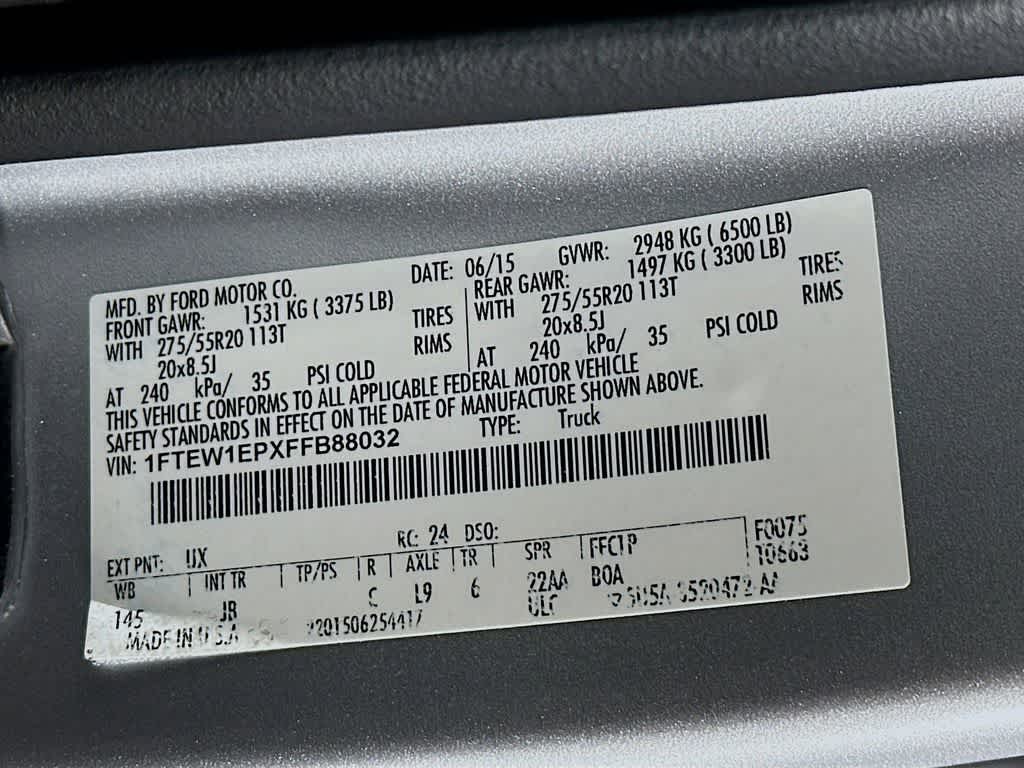 MFD. BY FORD MOTOR CO. DATE: 06/15 GVWR: 2948 KG ( 6500 LB)
FRONT GAWR: 1531 KG ( 3375 LB) REAR GAWR: 1497 KG ( 3300 LB)
WITH 275/55R20 113T TIRES WITH 275/55R20 113T TIRES
20x8.5J RIMS 20x8.5J RIMS
AT 240 kPa/ 35 PSI COLD AT 240 kPa/ 35 PSI COLD
THIS VEHICLE CONFORMS TO ALL APPLICABLE FEDERAL MOTOR VEHICLE
SAFETY STANDARDS IN EFFECT ON THE DATE OF MANUFACTURE SHOWN ABOVE.
VIN: 1FTEW1EPXFFB88032 TYPE: Truck
EXT PNT: UX RC: 24 DSO: F0075
WB INT TR TP/PS R AXLE TR SPR T0663
145 JB C L9 6 22AA BOA
MADE IN U.S.A ULC